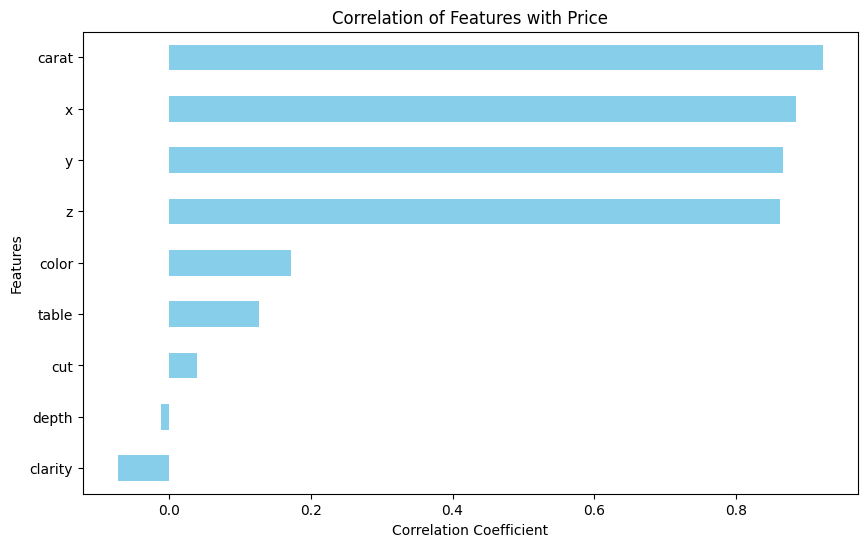 Correlation of Features with Price
carat
x
y
z
color
table
cut
depth
clarity
Features
0.0 0.2 0.4 0.6 0.8
Correlation Coefficient